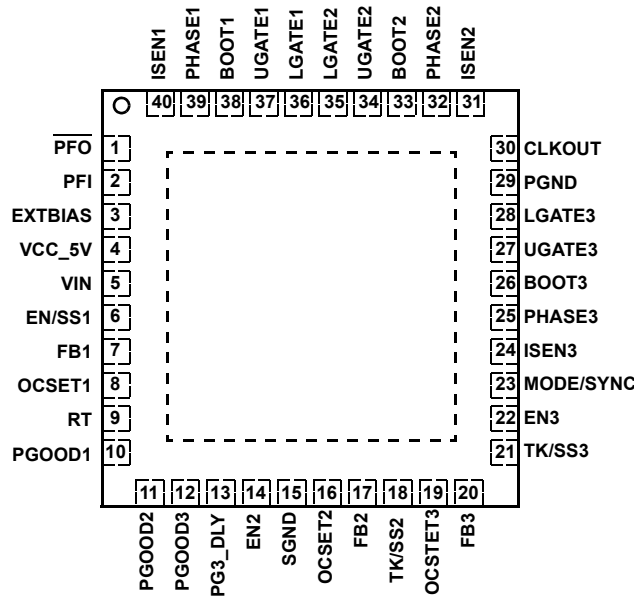 ISEN1
PHASE1
BOOT1
UGATE1
LGATE1
LGATE2
UGATE2
BOOT2
PHASE2
ISEN2
40 39 38 37 36 35 34 33 32 31
PFO 1
PFI 2
EXTBIAS 3
VCC_5V 4
VIN 5
EN/SS1 6
FB1 7
OCSET1 8
RT 9
PGOOD1 10
30 CLKOUT
29 PGND
28 LGATE3
27 UGATE3
26 BOOT3
25 PHASE3
24 ISEN3
23 MODE/SYNC
22 EN3
21 TK/SS3
11 12 13 14 15 16 17 18 19 20
PGOOD2
PGOOD3
PG3_DLY
EN2
SGND
OCSET2
FB2
TK/SS2
OCSTET3
FB3